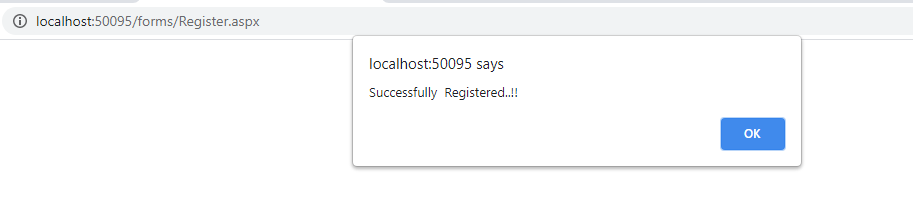 localhost:50095/forms/Register.aspx
localhost:50095 says
Successfully  Registered..!!
OK